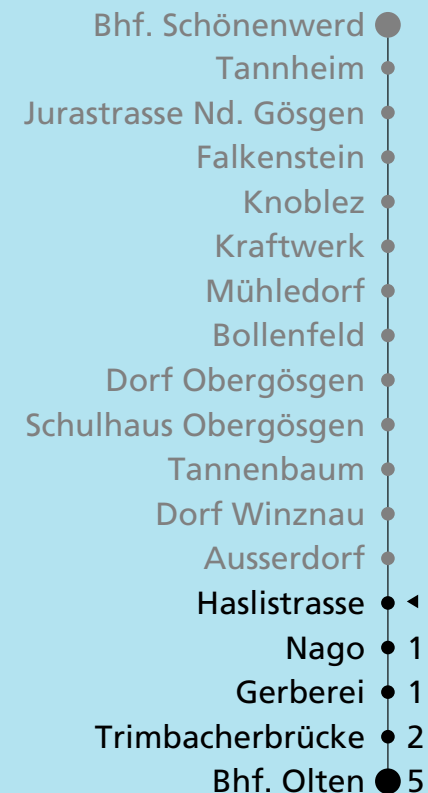 Bhf. Schönenwerd
Tannheim
Jurastrasse Nd. Gösgen
Falkenstein
Knoblez
Kraftwerk
Mühledorf
Bollenfeld
Dorf Obergösgen
Schulhaus Obergösgen
Tannenbaum
Dorf Winznau
Ausserdorf
Haslistrasse
Nago 1
Gerberei 1
Trimbacherbrücke 2
Bhf. Olten 5